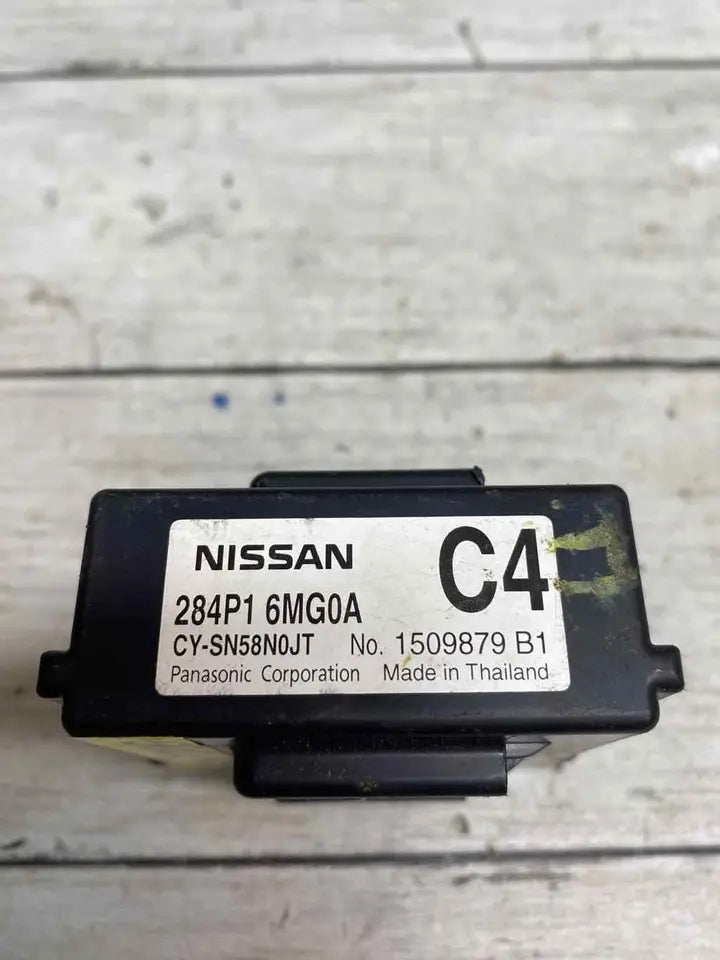 NISSAN
C4
284P1 6MG0A
CY-SN58N0JT No. 1509879 B1
Panasonic Corporation Made in Thailand